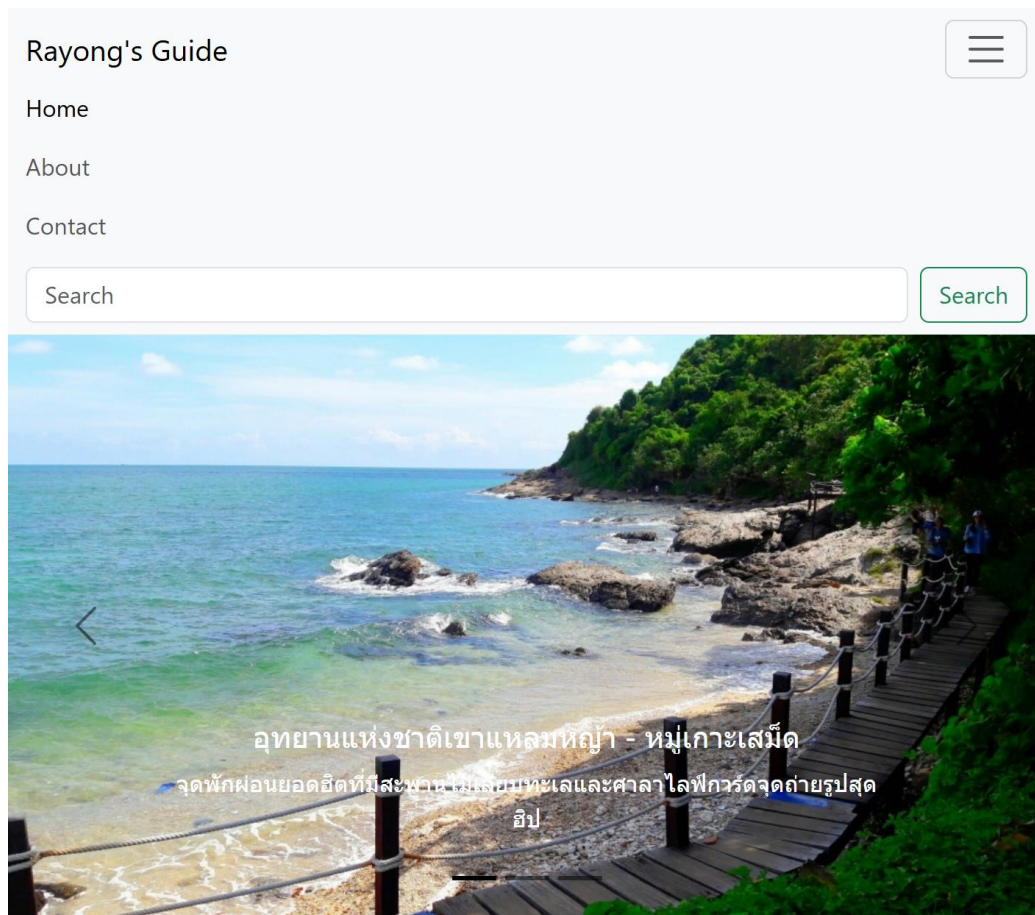 Rayong's Guide
Home
About
Contact
Search Search
อุทยานแห่งชาติเขาแหลมหญ้า - หมู่เกาะเสม็ด
จุดพักผ่อนยอดฮิตที่มีสะพานไม้เลียบทะเลและศาลาไลฟ์การ์ดจุดถ่ายรูปสุด
ฮิป